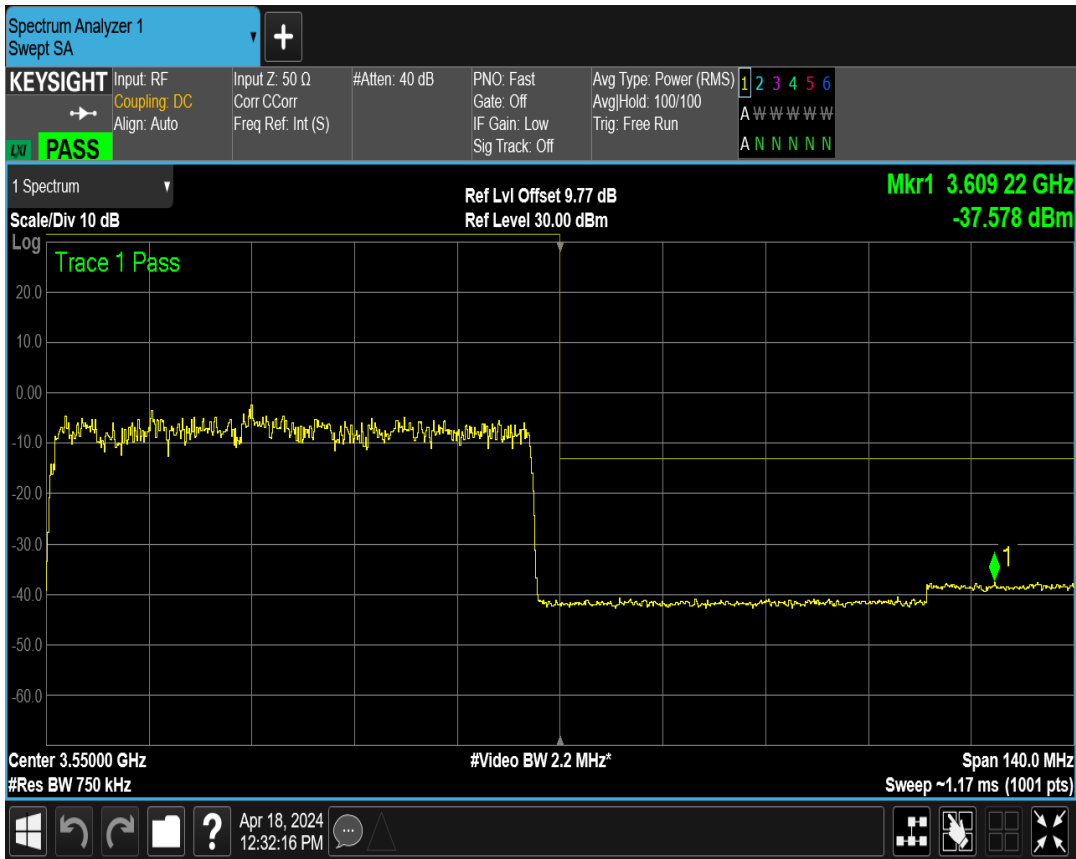 Spectrum Analyzer 1
Swept SA
+
KEYSIGHT
Input: RF
Coupling: DC
Align: Auto
LXI PASS
Input Z: 50 Ω
Corr CCorr
Freq Ref: Int (S)
#Atten: 40 dB
PNO: Fast
Gate: Off
IF Gain: Low
Sig Track: Off
Avg Type: Power (RMS)
Avg|Hold: 100/100
Trig: Free Run
1 2 3 4 5 6
A W W W W W
A N N N N N
1 Spectrum
Scale/Div 10 dB
Ref Lvl Offset 9.77 dB
Ref Level 30.00 dBm
Mkr1 3.609 22 GHz
-37.578 dBm
Log
Trace 1 Pass
20.0
10.0
0.00
-10.0
-20.0
-30.0
1
-40.0
-50.0
-60.0
Center 3.55000 GHz
#Video BW 2.2 MHz*
Span 140.0 MHz
#Res BW 750 kHz
Sweep ~1.17 ms (1001 pts)
?
Apr 18, 2024
12:32:16 PM